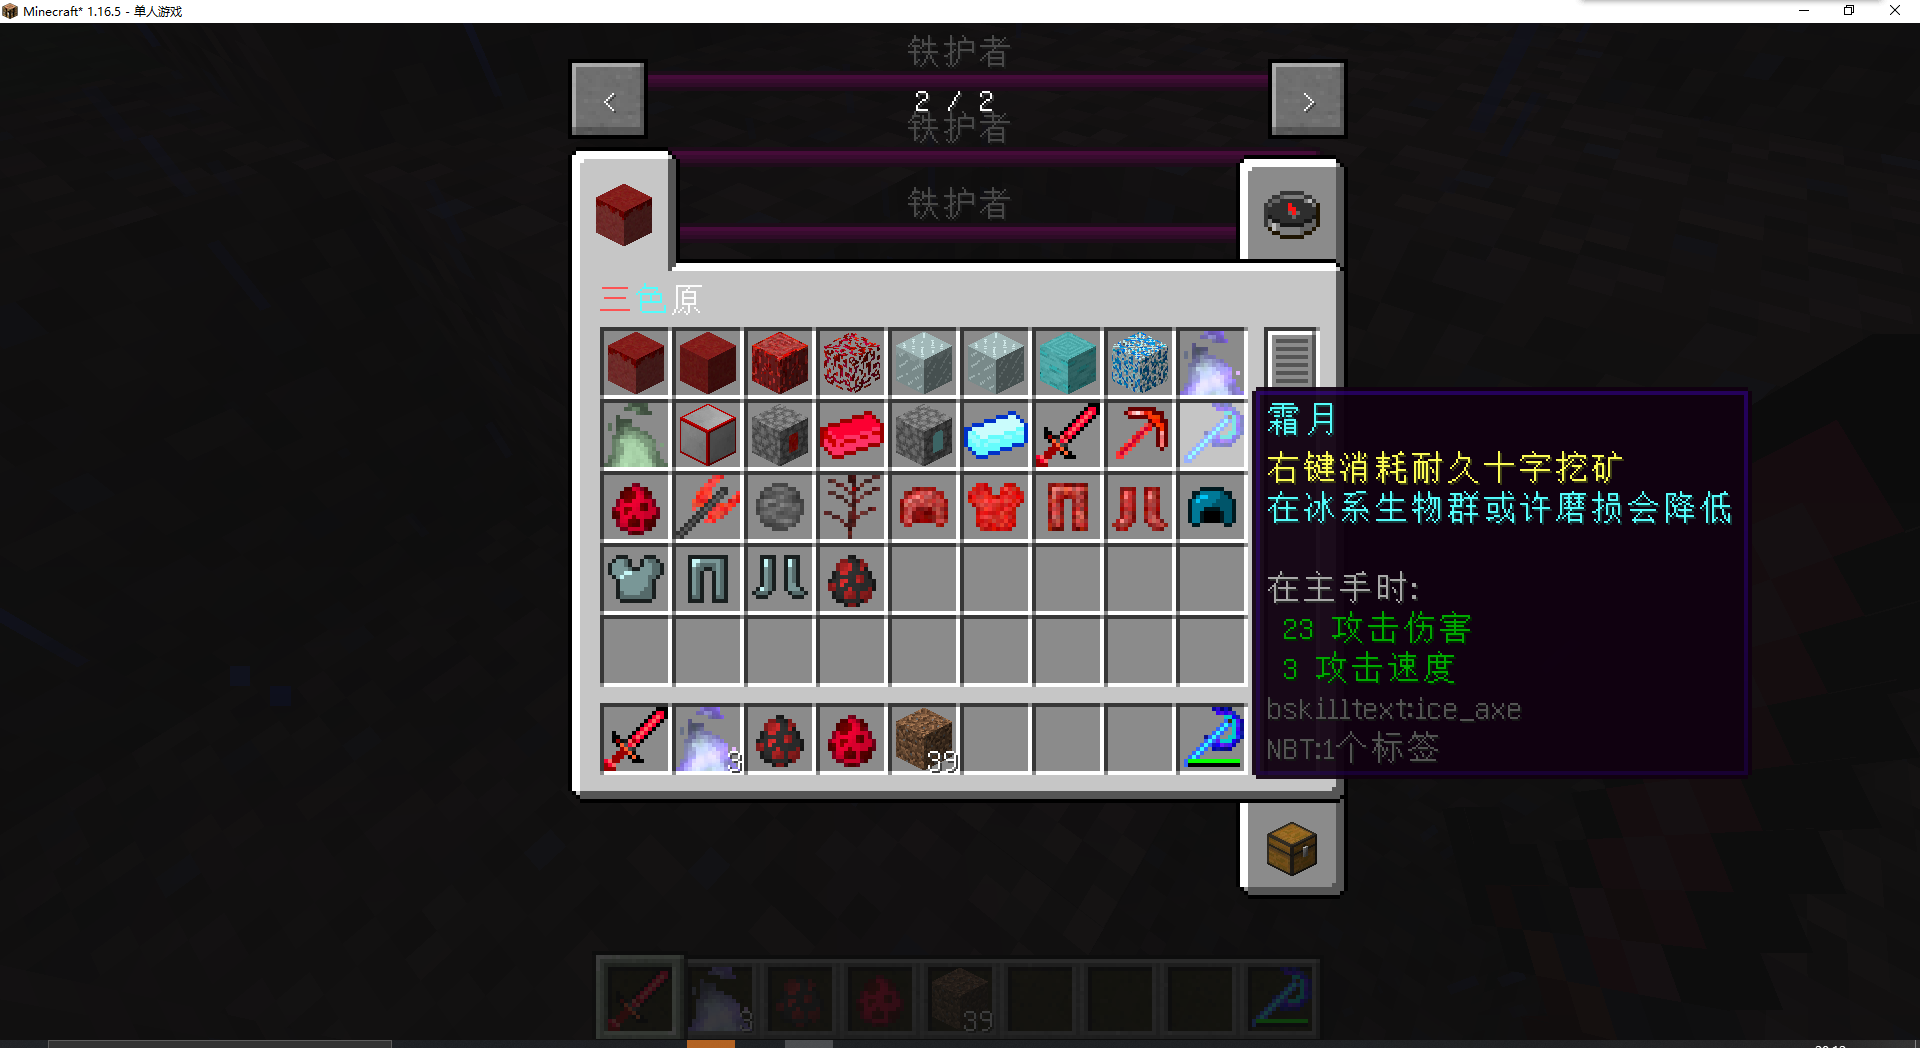 Minecraft* 1.16.5 - 单人游戏
铁护者
2 / 2
铁护者
铁护者
三色原
霜月
右键消耗耐久十字挖矿
在冰系生物群或许磨损会降低
在主手时:
23 攻击伤害
3 攻击速度
bskilltext:ice_axe
NBT:1个标签
3
39
3
39